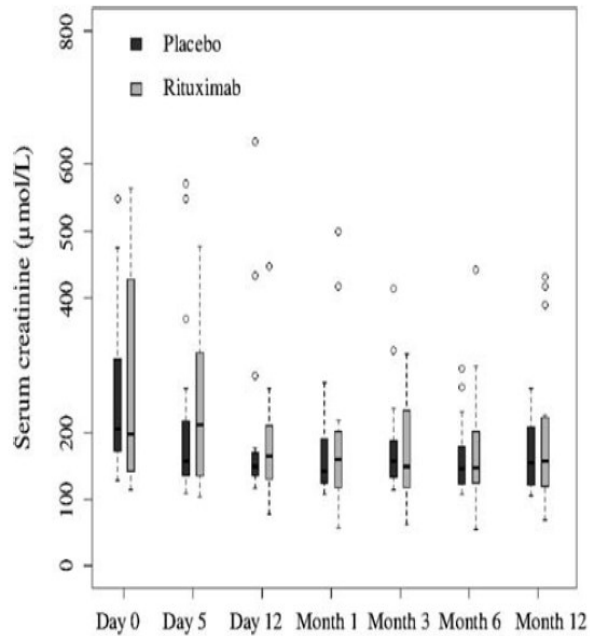 Placebo
Rituximab
Serum creatinine (μmol/L)
800
600
500
400
200
100
0
Day 0 Day 5 Day 12 Month 1 Month 3 Month 6 Month 12